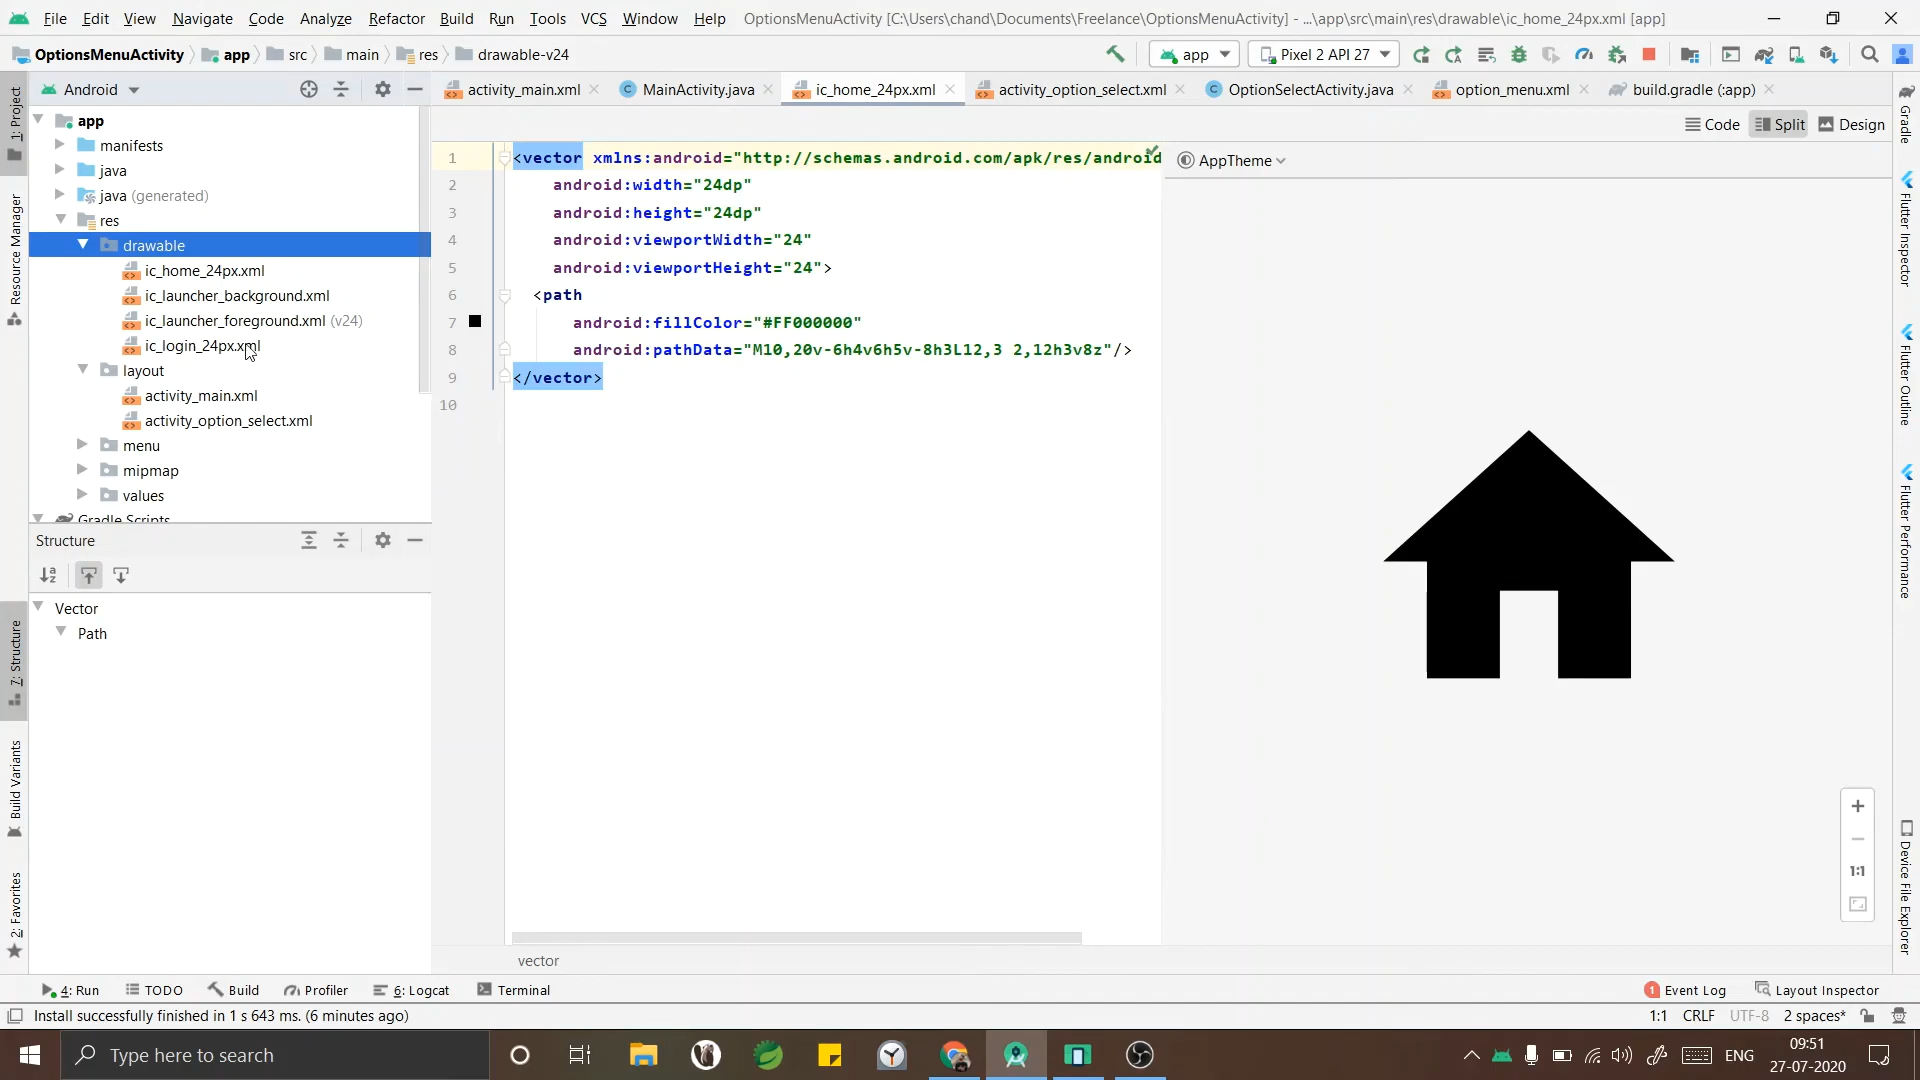 File Edit View Navigate Code Analyze Refactor Build Run Tools VCS Window Help OptionsMenuActivity [C:\Users\chand\Documents\Freelance\OptionsMenuActivity] - ...\app\src\main\res\drawable\ic_home_24px.xml [app]
OptionsMenuActivity app src main res drawable-v24 app Pixel 2 API 27
Android activity_main.xml MainActivity.java ic_home_24px.xml activity_option_select.xml OptionSelectActivity.java option_menu.xml build.gradle (:app)
Code Split Design
AppTheme
1: Project
Resource Manager
7: Structure
Build Variants
2: Favorites
app
manifests
java
java (generated)
res
drawable
ic_home_24px.xml
ic_launcher_background.xml
ic_launcher_foreground.xml (v24)
ic_login_24px.xml
layout
activity_main.xml
activity_option_select.xml
menu
mipmap
values
Gradle Scripts
Structure
Vector
Path
1 <vector xmlns:android="http://schemas.android.com/apk/res/android
2 android:width="24dp"
3 android:height="24dp"
4 android:viewportWidth="24"
5 android:viewportHeight="24">
6 <path
7 android:fillColor="#FF000000"
8 android:pathData="M10,20v-6h4v6h5v-8h3L12,3 2,12h3v8z"/>
9 </vector>
10
vector
1:1
Gradle
Flutter Inspector
Flutter Outline
Flutter Performance
Device File Explorer
4: Run TODO Build Profiler 6: Logcat Terminal 1 Event Log Layout Inspector
Install successfully finished in 1 s 643 ms. (6 minutes ago) 1:1 CRLF UTF-8 2 spaces*
Type here to search ENG 09:51
27-07-2020